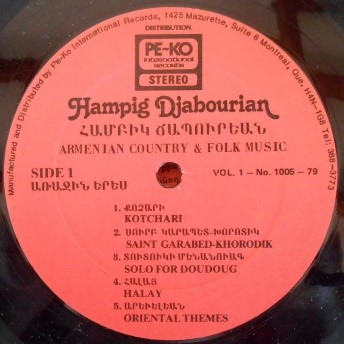 Manufactured and Distributed by Pe-Ko International Records, 1425 Mazurette, Suite 6 Montreal, Que. H4N-1G8 Tel: 388-3773
DISTRIBUTION
PE-KO
international
records
STEREO
Hampig Djabourian
ՀԱՄԲԻԿ ՃԱՊՈՒՐԵԱՆ
ARMENIAN COUNTRY & FOLK MUSIC
SIDE 1
ԱՌԱՋԻՆ ԵՐԵՍ
VOL. 1 – No. 1005 – 79
1. ՔՈՉԱՐԻ
KOTCHARI
2. ՍՈՒՐԲ ԿԱՐԱՊԵՏ-ԽՈՐՈՏԻԿ
SAINT GARABED-KHORODIK
3. ՏՈՒՏՈՒԿԻ ՄԵՆԱՆՈՒԱԳ
SOLO FOR DOUDOUG
4. ՀԱԼԱՅ
HALAY
5. ԱՐԵՒԵԼԵԱՆ
ORIENTAL THEMES